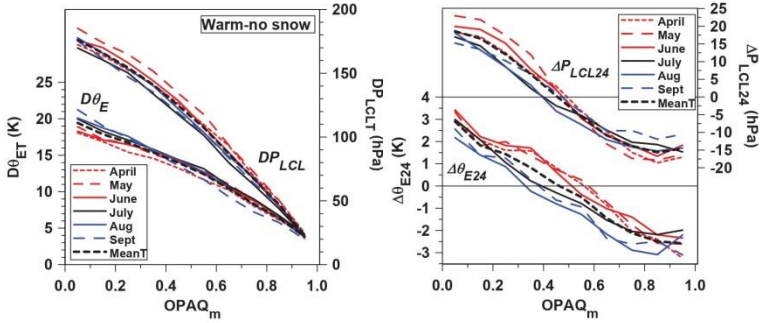 Warm-no snow
DθET (K)
25
20
15
10
5
0
DθE
DPLCL
April
May
June
July
Aug
Sept
MeanT
0.0 0.2 0.4 0.6 0.8 1.0
OPAQm
200
150
100
50
0
DPLCLT (hPa)
ΔθE24 (K)
4
3
2
1
0
-1
-2
-3
ΔPLCL24
ΔθE24
April
May
June
July
Aug
Sept
MeanT
0.0 0.2 0.4 0.6 0.8 1.0
OPAQm
25
20
15
10
5
0
-5
-10
-15
-20
ΔPLCL24 (hPa)